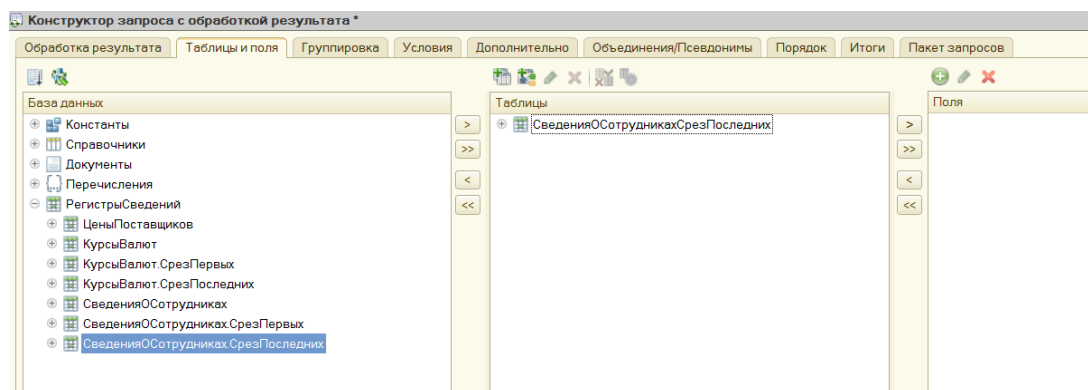 Конструктор запроса с обработкой результата *
Обработка результата Таблицы и поля Группировка Условия Дополнительно Объединения/Псевдонимы Порядок Итоги Пакет запросов
База данных
Константы
Справочники
Документы
Перечисления
РегистрыСведений
ЦеныПоставщиков
КурсыВалют
КурсыВалют.СрезПервых
КурсыВалют.СрезПоследних
СведенияОСотрудниках
СведенияОСотрудниках.СрезПервых
СведенияОСотрудниках.СрезПоследних
>
>>
<
<<
Таблицы
СведенияОСотрудникахСрезПоследних
>
>>
<
<<
Поля